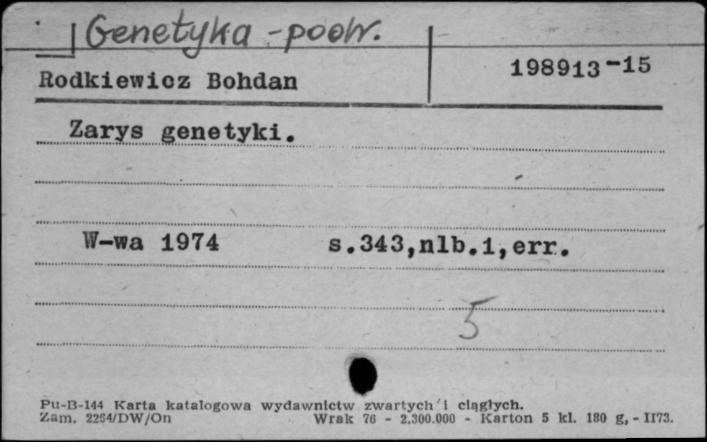 Genetyka - podr.
Rodkiewicz Bohdan
198913-15
Zarys genetyki.
W-wa 1974 s.343,nlb.1,err.
5
Pu-B-144 Karta katalogowa wydawnictw zwartych i ciągłych.
Zam. 2264/DW/On Wrak 76 - 2.300.000 - Karton 5 kl. 180 g, - II73.